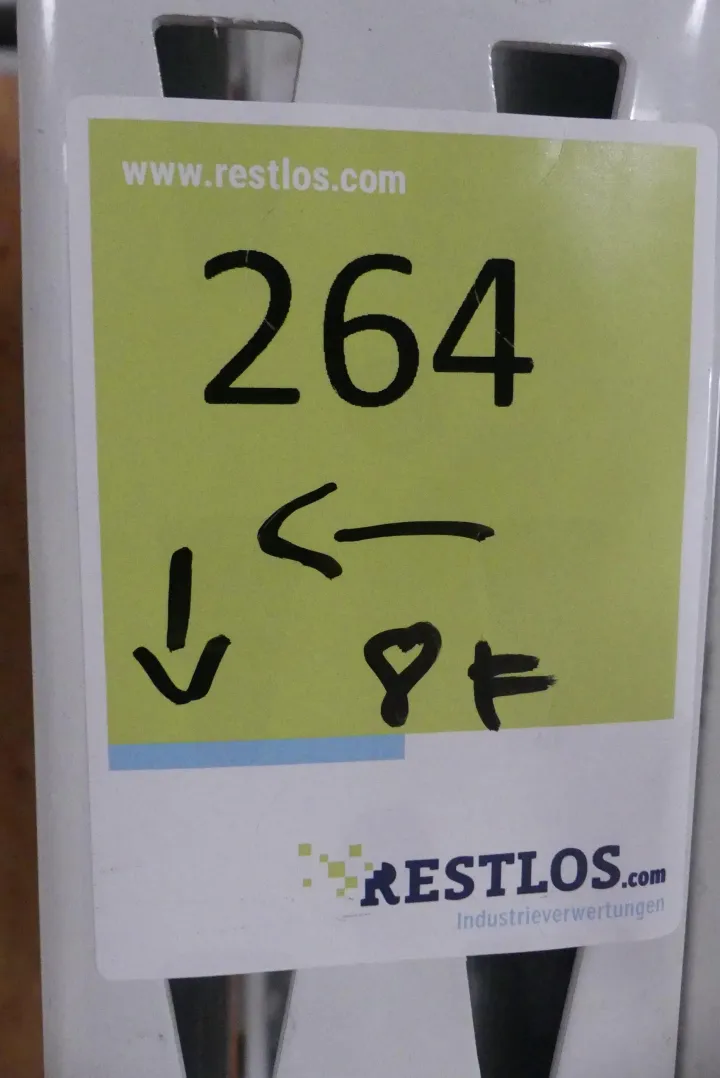 www.restlos.com
264
←
↓ 8F
RESTLOS.com
Industrieverwertungen